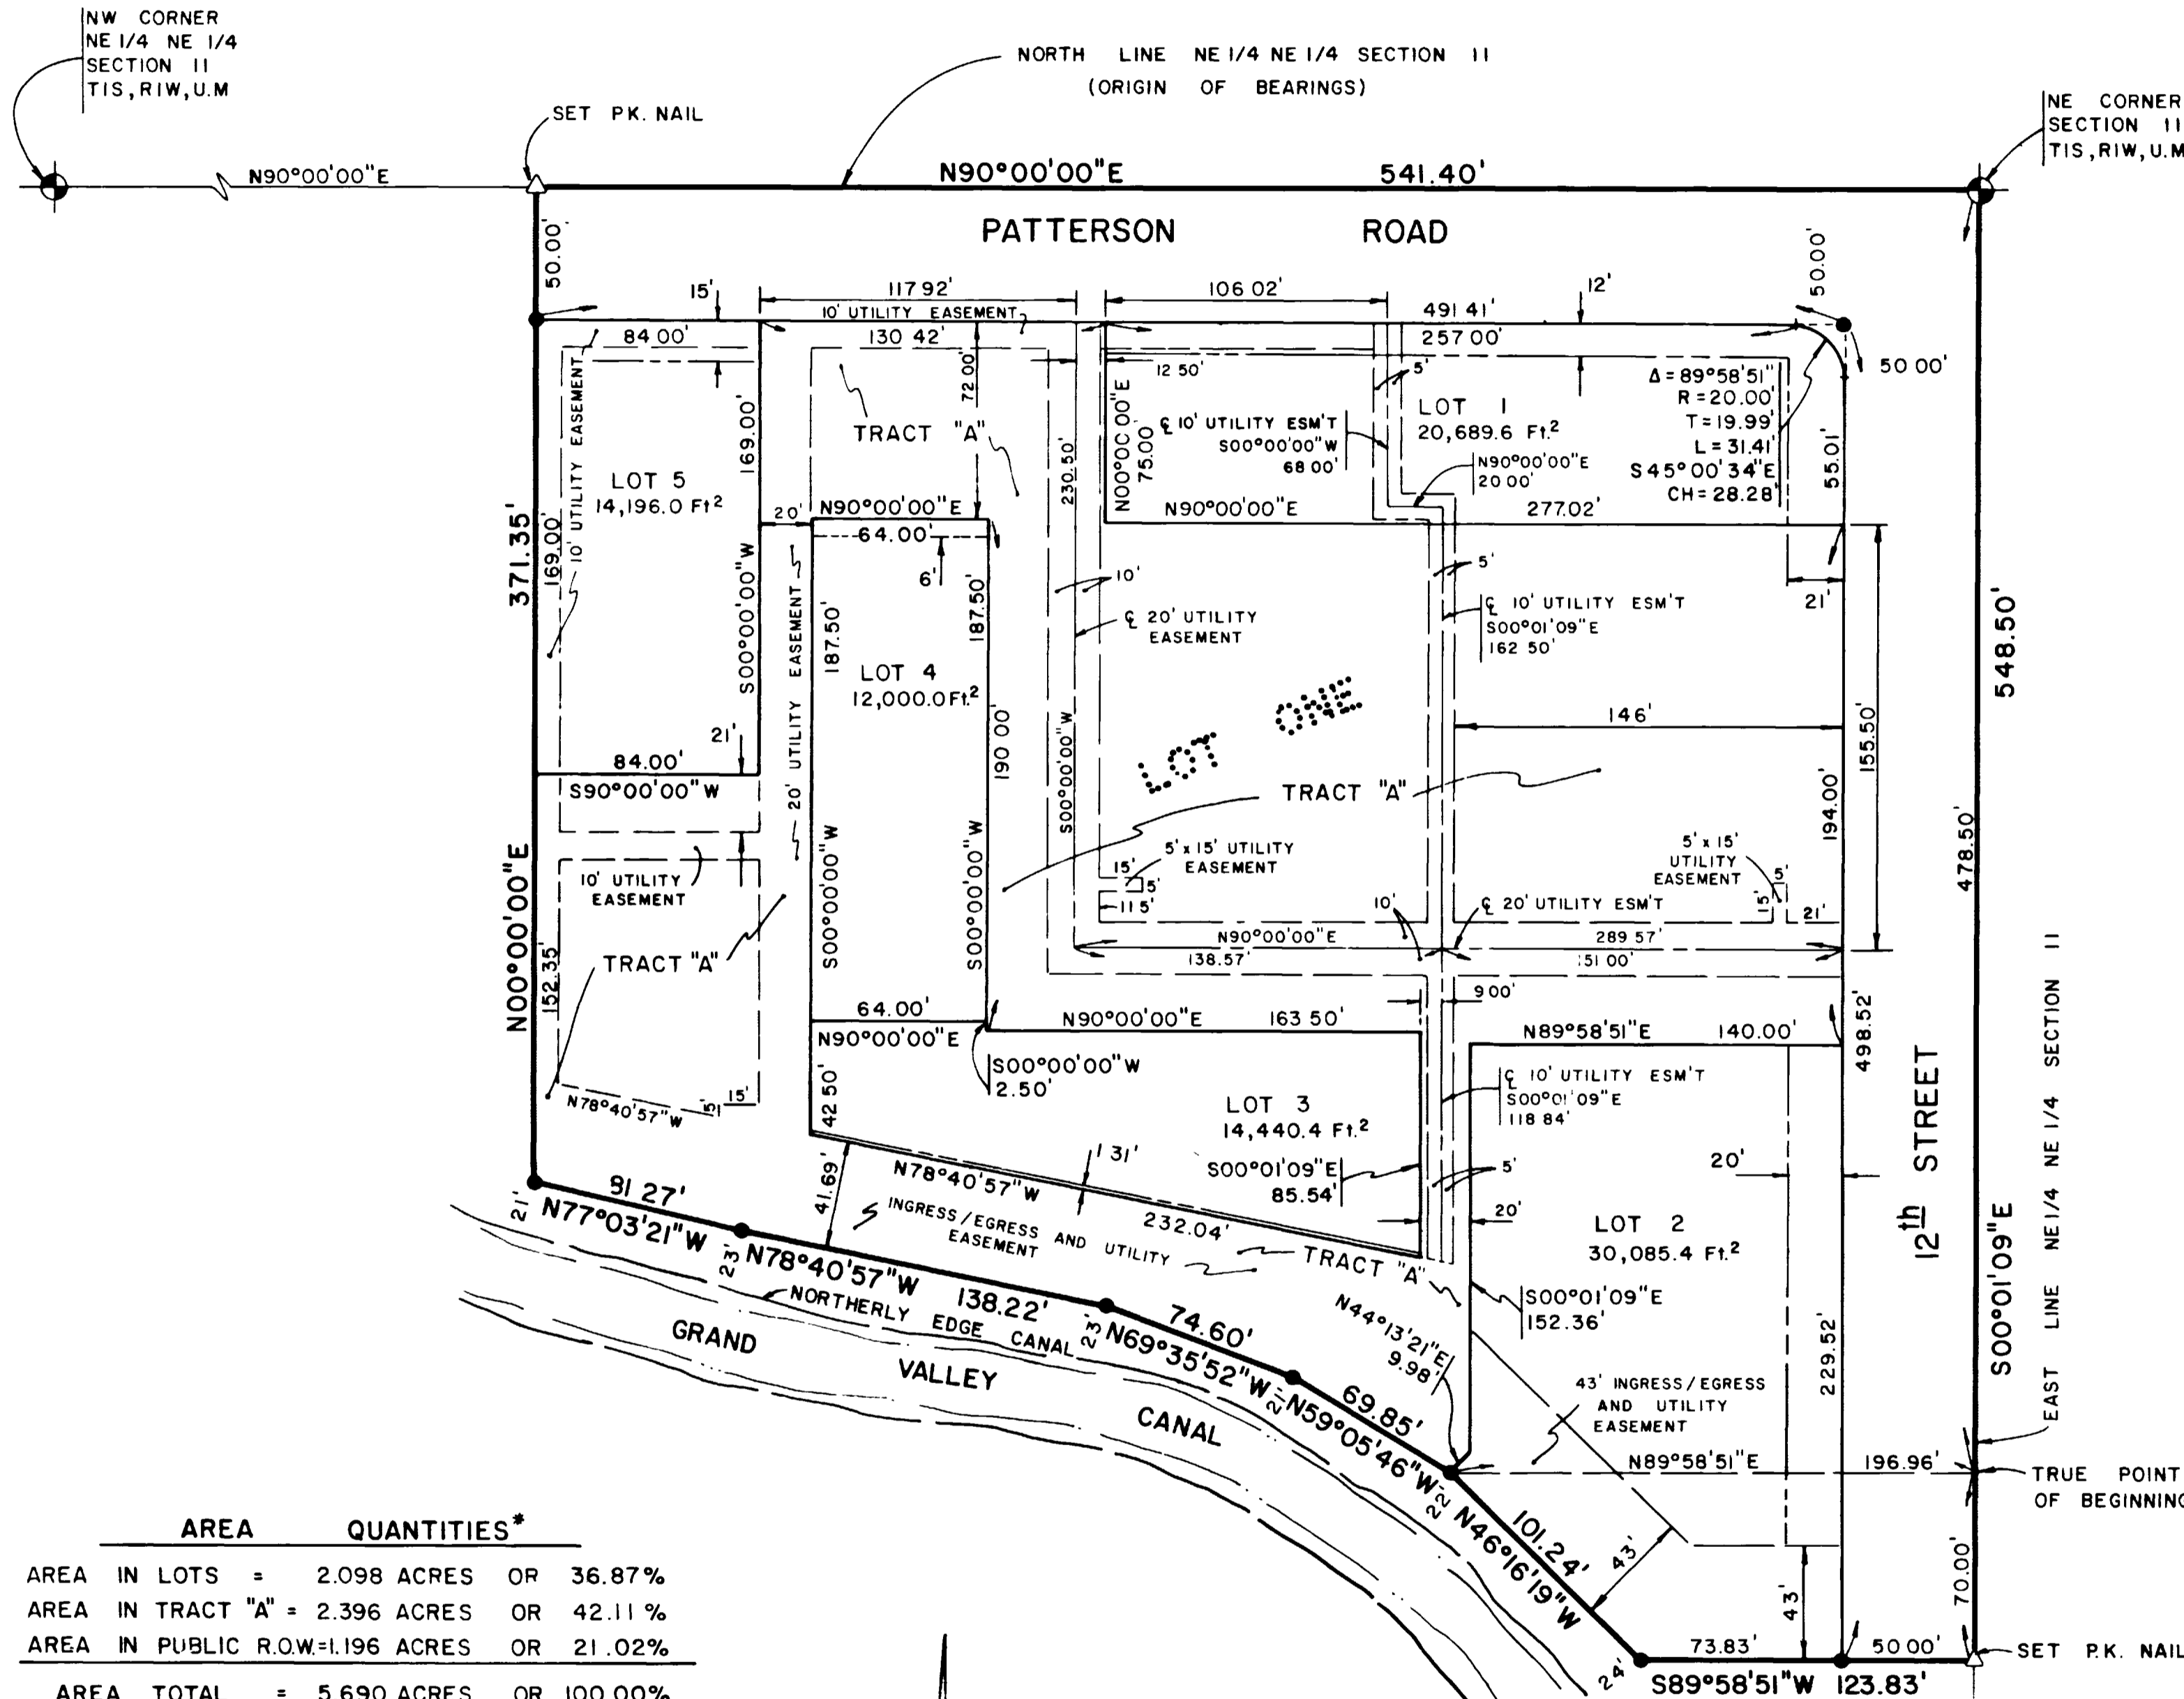 NW CORNER
NE 1/4 NE 1/4
SECTION 11
T1S,R1W,U.M
NORTH LINE NE 1/4 NE 1/4 SECTION 11
(ORIGIN OF BEARINGS)
SET P.K. NAIL
NE CORNER
SECTION 11
T1S,R1W,U.M
N90°00'00"E
N90°00'00"E 541.40'
PATTERSON ROAD
50.00'
50.00'
15'
117 92'
106 02'
12'
10' UTILITY EASEMENT
491 41'
84.00'
130 42'
257 00'
50 00'
12 50'
5'
72 00'
Δ = 89°58'51"
R = 20.00'
T = 19.99'
L = 31.41'
S45°00'34"E
CH = 28.28'
LOT 1
20,689.6 Ft.²
℄ 10' UTILITY ESM'T
S00°00'00"W
68 00'
N90°00'00"E
20 00'
N00°00'00"E
75.00'
55.01'
TRACT "A"
10' UTILITY EASEMENT
169.00'
230.50'
LOT 5
14,196.0 Ft²
20'
N90°00'00"E
64.00'
6'
N90°00'00"E
277.02'
371.35'
169.00'
S00°00'00"W
187.50'
187.50'
10'
℄ 20' UTILITY
EASEMENT
5'
℄ 10' UTILITY ESM'T
S00°01'09"E
162 50'
21'
548.50'
20' UTILITY EASEMENT
LOT 4
12,000.0 Ft.²
LOT ONE
146'
155.50'
21'
84.00'
S90°00'00"W
190 00'
S00°00'00"W
TRACT "A"
194.00'
478.50'
N00°00'00"E
S00°00'00"W
S00°00'00"W
10' UTILITY
EASEMENT
5' x 15' UTILITY
EASEMENT
15'
5'
11 5'
5' x 15'
UTILITY
EASEMENT
5'
15'
21'
10'
℄ 20' UTILITY ESM'T
N90°00'00"E
289.57'
138.57'
151 00'
152.35'
TRACT "A"
9 00'
64.00'
N90°00'00"E
N90°00'00"E 163 50'
N89°58'51"E 140.00'
498.52'
S00°00'00"W
2.50'
N78°40'57"W
5'
15'
42 50'
℄ 10' UTILITY ESM'T
S00°01'09"E
118 84'
LOT 3
14,440.4 Ft.²
1 31'
S00°01'09"E
85.54'
5'
20'
20'
12th STREET
EAST LINE NE 1/4 NE 1/4 SECTION 11
S00°01'09"E
81 27'
N77°03'21"W
21'
41.69'
N78°40'57"W
232.04'
INGRESS/EGRESS AND UTILITY
EASEMENT
TRACT "A"
LOT 2
30,085.4 Ft.²
S00°01'09"E
152.36'
23'
N78°40'57"W
138.22'
NORTHERLY EDGE CANAL
23'
74.60'
N69°35'52"W
N44°13'21"E
9.98'
229.52'
GRAND VALLEY CANAL
21'
69.85'
N59°05'46"W
43' INGRESS/EGRESS
AND UTILITY
EASEMENT
N89°58'51"E
196.96'
TRUE POINT
OF BEGINNING
22'
101.24'
N46°16'19"W
43'
43'
70.00'
24'
73.83'
50 00'
SET P.K. NAIL
S89°58'51"W 123.83'
AREA QUANTITIES*
AREA IN LOTS = 2.098 ACRES OR 36.87%
AREA IN TRACT "A" = 2.396 ACRES OR 42.11 %
AREA IN PUBLIC R.O.W.=1.196 ACRES OR 21.02%
AREA TOTAL = 5.690 ACRES OR 100.00%